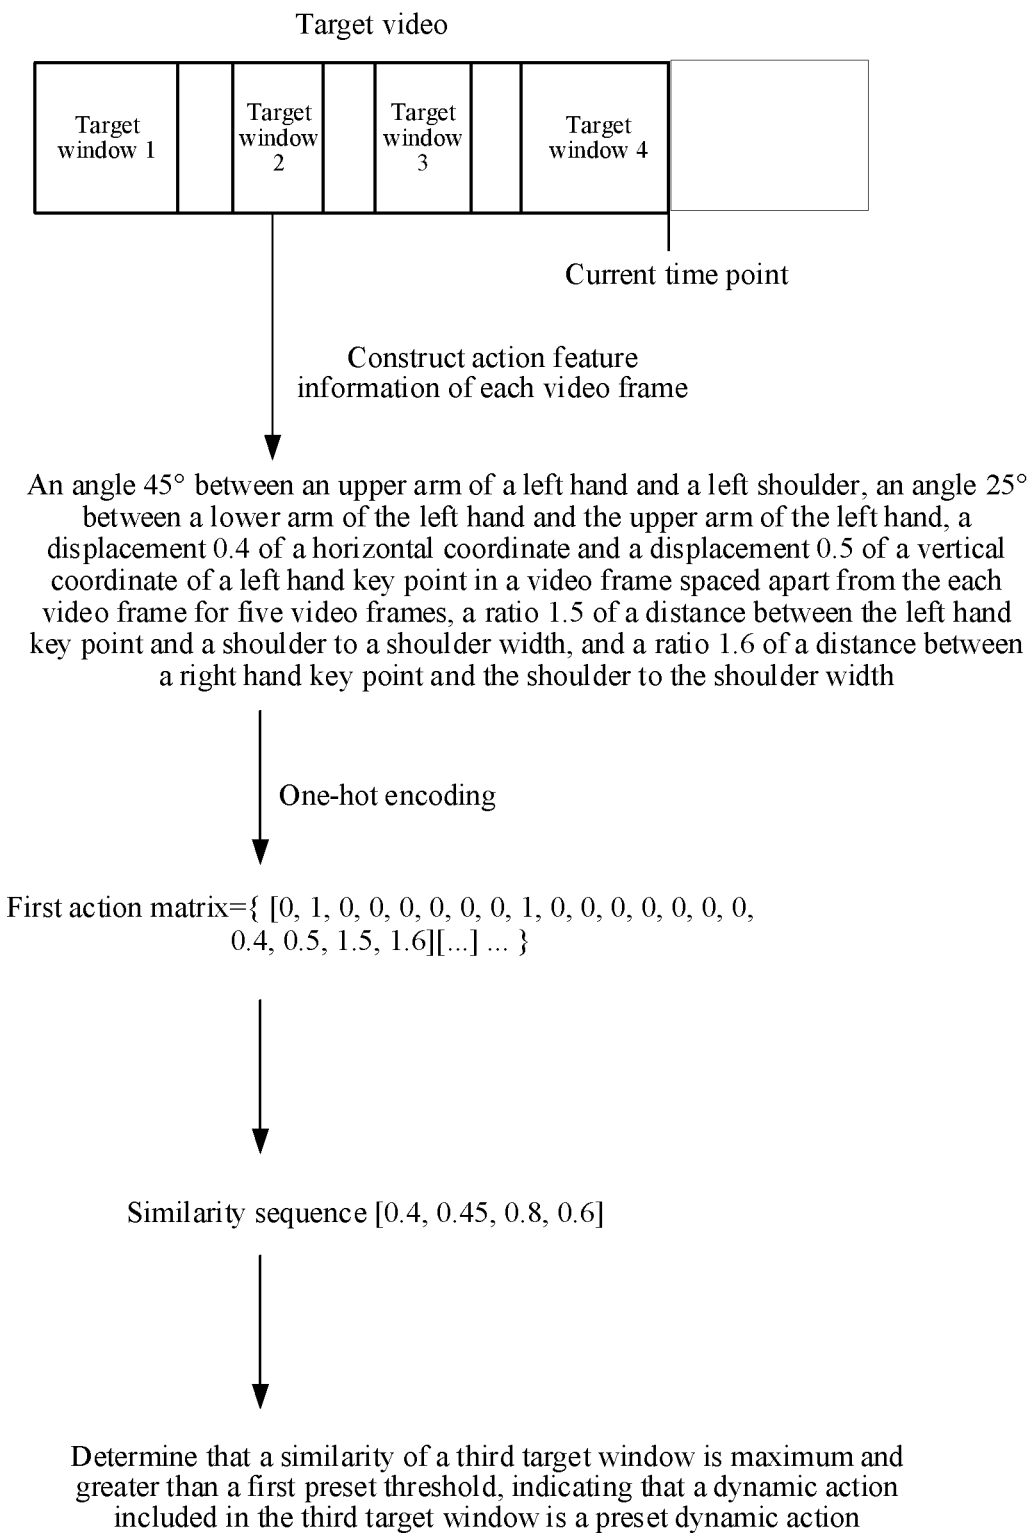 Target video
Target
window 1
Target
window
2
Target
window
3
Target
window 4
Current time point
Construct action feature
information of each video frame
An angle 45° between an upper arm of a left hand and a left shoulder, an angle 25°
between a lower arm of the left hand and the upper arm of the left hand, a
displacement 0.4 of a horizontal coordinate and a displacement 0.5 of a vertical
coordinate of a left hand key point in a video frame spaced apart from the each
video frame for five video frames, a ratio 1.5 of a distance between the left hand
key point and a shoulder to a shoulder width, and a ratio 1.6 of a distance between
a right hand key point and the shoulder to the shoulder width
One-hot encoding
First action matrix={ [0, 1, 0, 0, 0, 0, 0, 0, 1, 0, 0, 0, 0, 0, 0, 0,
0.4, 0.5, 1.5, 1.6][...] ... }
Similarity sequence [0.4, 0.45, 0.8, 0.6]
Determine that a similarity of a third target window is maximum and
greater than a first preset threshold, indicating that a dynamic action
included in the third target window is a preset dynamic action